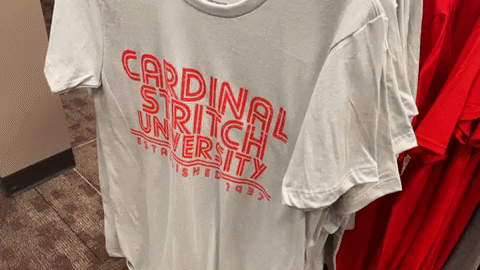 CARDINAL
STRITCH
UNIVERSITY
ESTABLISHED 1937